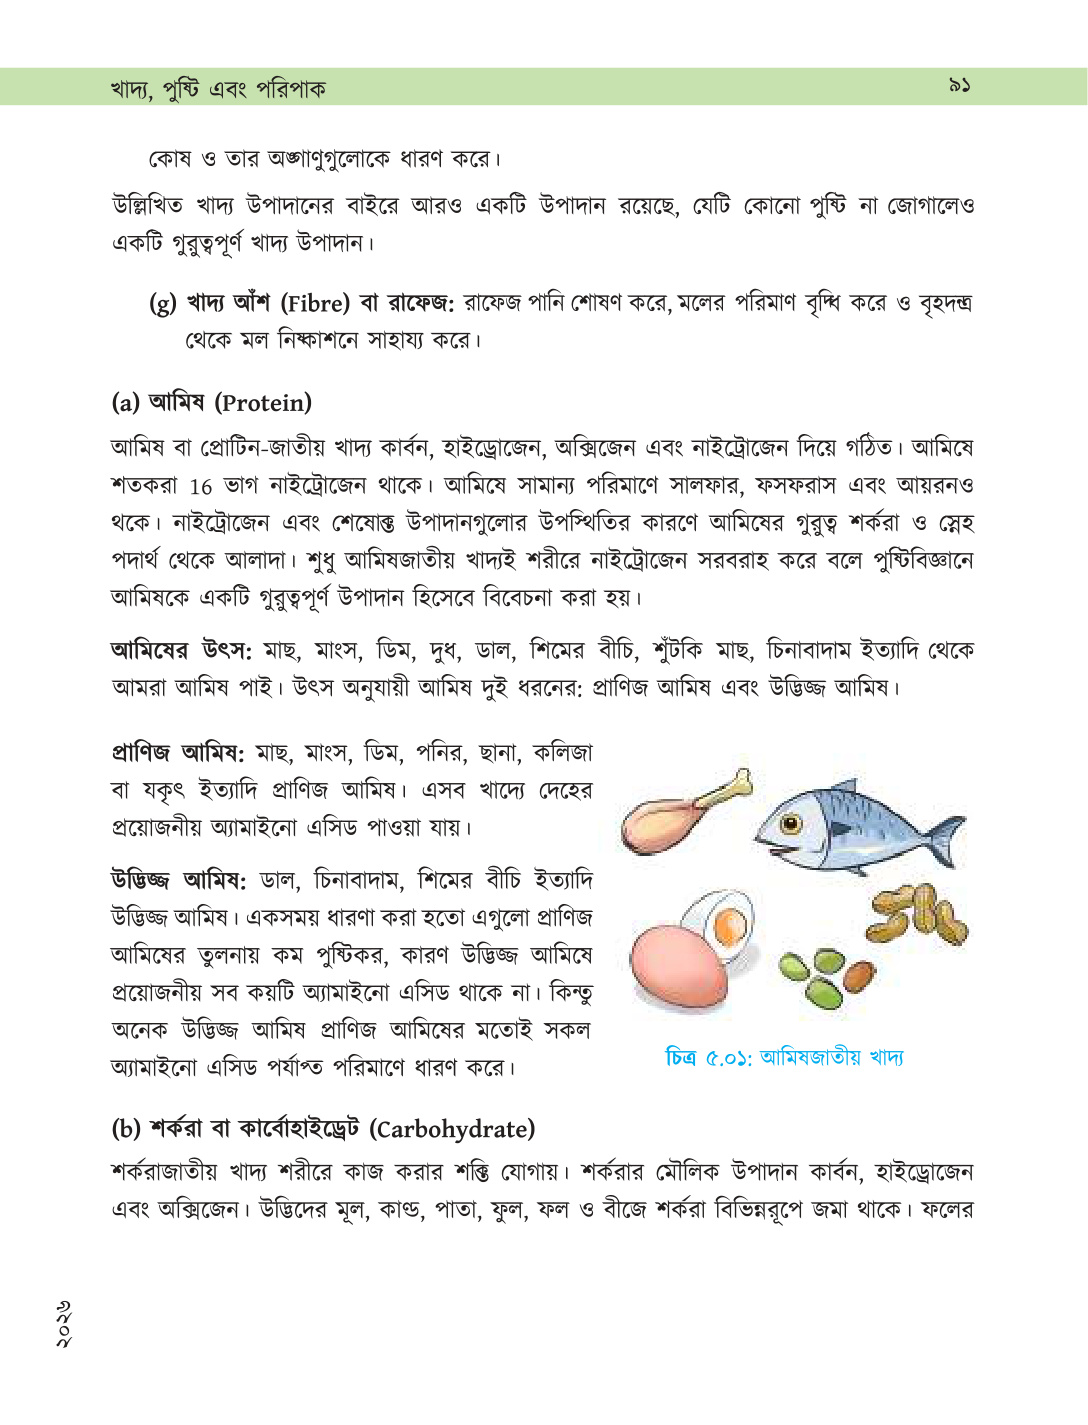 খাদ্য, পুষ্টি এবং পরিপাক
৯১
কোষ ও তার অঙ্গাণুগুলোকে ধারণ করে।
উল্লিখিত খাদ্য উপাদানের বাইরে আরও একটি উপাদান রয়েছে, যেটি কোনো পুষ্টি না জোগালেও
একটি গুরুত্বপূর্ণ খাদ্য উপাদান।
(g) খাদ্য আঁশ (Fibre) বা রাফেজ: রাফেজ পানি শোষণ করে, মলের পরিমাণ বৃদ্ধি করে ও বৃহদন্ত্র
থেকে মল নিষ্কাশনে সাহায্য করে।
(a) আমিষ (Protein)
আমিষ বা প্রোটিন-জাতীয় খাদ্য কার্বন, হাইড্রোজেন, অক্সিজেন এবং নাইট্রোজেন দিয়ে গঠিত। আমিষে
শতকরা 16 ভাগ নাইট্রোজেন থাকে। আমিষে সামান্য পরিমাণে সালফার, ফসফরাস এবং আয়রনও
থকে। নাইট্রোজেন এবং শেষোক্ত উপাদানগুলোর উপস্থিতির কারণে আমিষের গুরুত্ব শর্করা ও স্নেহ
পদার্থ থেকে আলাদা। শুধু আমিষজাতীয় খাদ্যই শরীরে নাইট্রোজেন সরবরাহ করে বলে পুষ্টিবিজ্ঞানে
আমিষকে একটি গুরুত্বপূর্ণ উপাদান হিসেবে বিবেচনা করা হয়।
আমিষের উৎস: মাছ, মাংস, ডিম, দুধ, ডাল, শিমের বীচি, শুঁটকি মাছ, চিনাবাদাম ইত্যাদি থেকে
আমরা আমিষ পাই। উৎস অনুযায়ী আমিষ দুই ধরনের: প্রাণিজ আমিষ এবং উদ্ভিজ্জ আমিষ।
প্রাণিজ আমিষ: মাছ, মাংস, ডিম, পনির, ছানা, কলিজা
বা যকৃৎ ইত্যাদি প্রাণিজ আমিষ। এসব খাদ্যে দেহের
প্রয়োজনীয় অ্যামাইনো এসিড পাওয়া যায়।
উদ্ভিজ্জ আমিষ: ডাল, চিনাবাদাম, শিমের বীচি ইত্যাদি
উদ্ভিজ্জ আমিষ। একসময় ধারণা করা হতো এগুলো প্রাণিজ
আমিষের তুলনায় কম পুষ্টিকর, কারণ উদ্ভিজ্জ আমিষে
প্রয়োজনীয় সব কয়টি অ্যামাইনো এসিড থাকে না। কিন্তু
অনেক উদ্ভিজ্জ আমিষ প্রাণিজ আমিষের মতোই সকল
অ্যামাইনো এসিড পর্যাপ্ত পরিমাণে ধারণ করে।
চিত্র ৫.০১: আমিষজাতীয় খাদ্য
(b) শর্করা বা কার্বোহাইড্রেট (Carbohydrate)
শর্করাজাতীয় খাদ্য শরীরে কাজ করার শক্তি যোগায়। শর্করার মৌলিক উপাদান কার্বন, হাইড্রোজেন
এবং অক্সিজেন। উদ্ভিদের মূল, কাণ্ড, পাতা, ফুল, ফল ও বীজে শর্করা বিভিন্নরূপে জমা থাকে। ফলের
২০২৬